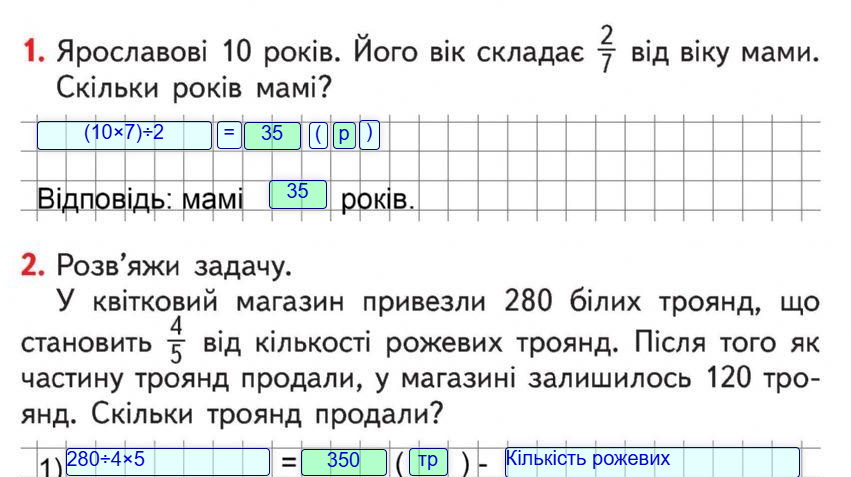 1. Ярославові 10 років. Його вік складає 2/7 від віку мами.
Скільки років мамі?
(10×7)÷2 = 35 ( р )
Відповідь: мамі 35 років.
2. Розв’яжи задачу.
У квітковий магазин привезли 280 білих троянд, що
становить 4/5 від кількості рожевих троянд. Після того як
частину троянд продали, у магазині залишилось 120 тро-
янд. Скільки троянд продали?
1) 280÷4×5 = 350 ( тр ) - Кількість рожевих